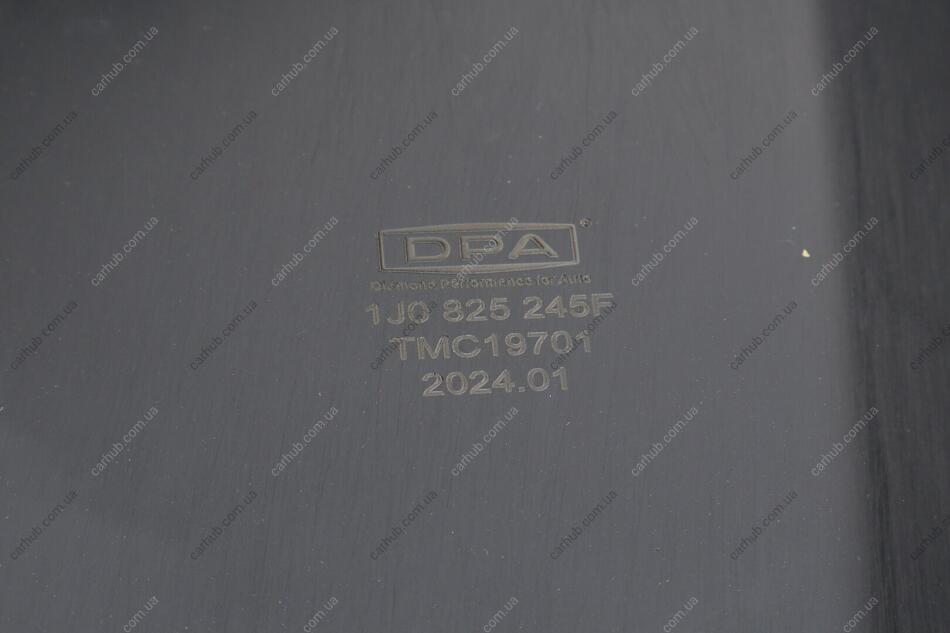 DPA®
Diamond Performance for Auto
1J0 825 245F
TMC19701
2024.01
carhub.com.ua